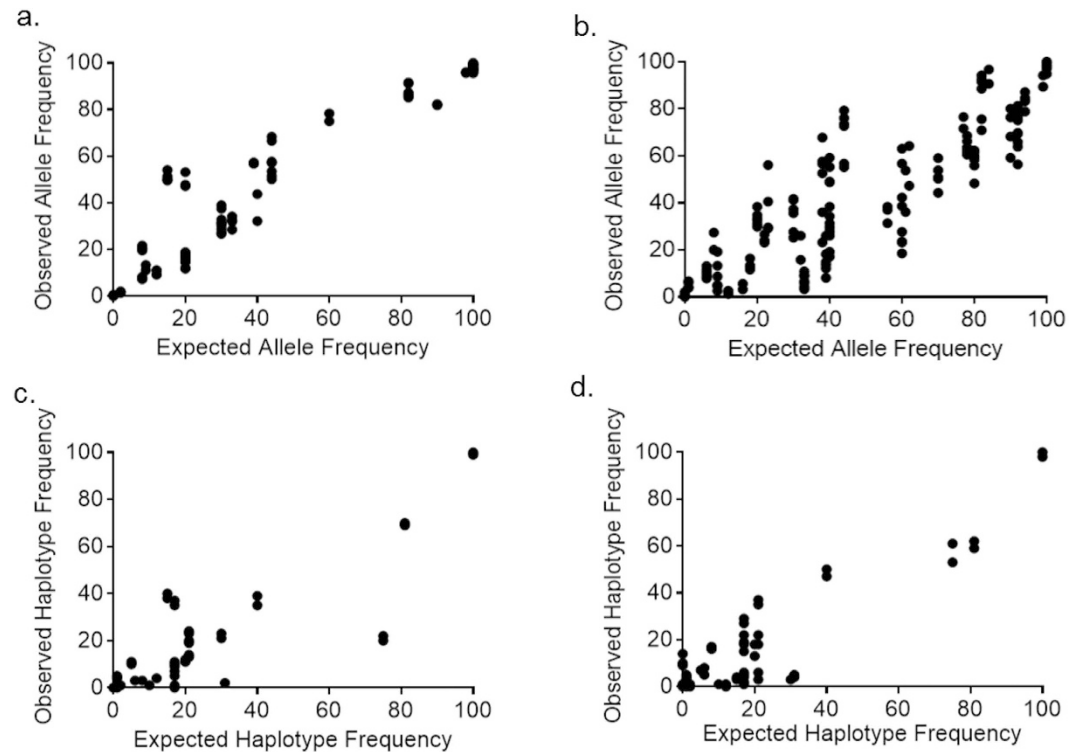 a.
Observed Allele Frequency
100
80
60
40
20
0
0 20 40 60 80 100
Expected Allele Frequency
b.
Observed Allele Frequency
100
80
60
40
20
0
0 20 40 60 80 100
Expected Allele Frequency
c.
Observed Haplotype Frequency
100
80
60
40
20
0
0 20 40 60 80 100
Expected Haplotype Frequency
d.
Observed Haplotype Frequency
100
80
60
40
20
0
0 20 40 60 80 100
Expected Haplotype Frequency